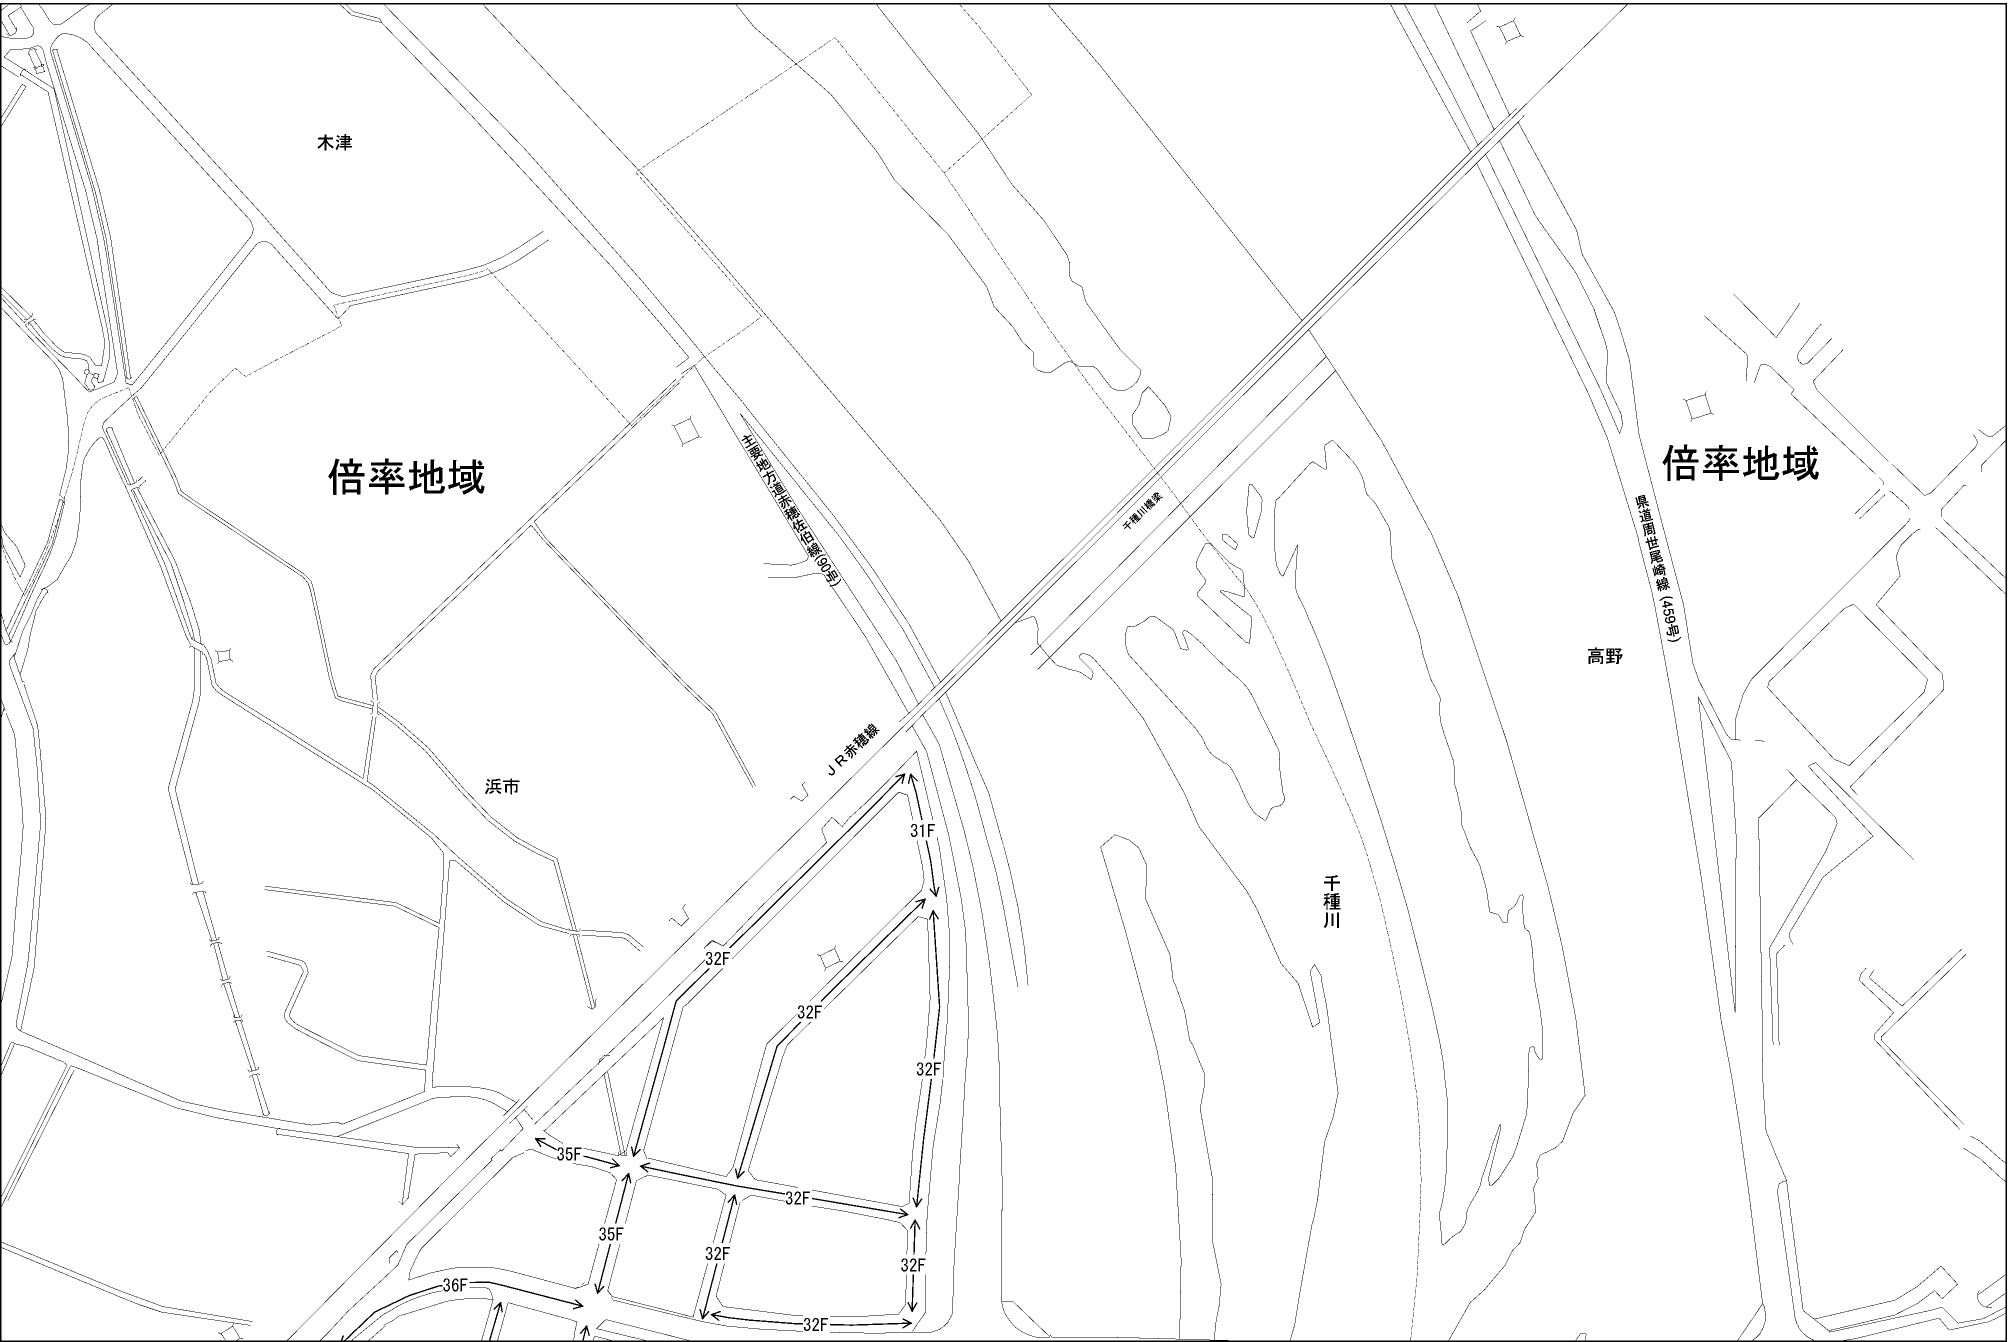 木津
倍率地域
主要地方道赤穂佐伯線(90号)
千種川橋梁
倍率地域
県道周世尾崎線(459号)
高野
ＪＲ赤穂線
浜市
31F
千種川
32F
32F
32F
35F
32F
35F
32F
32F
36F
32F